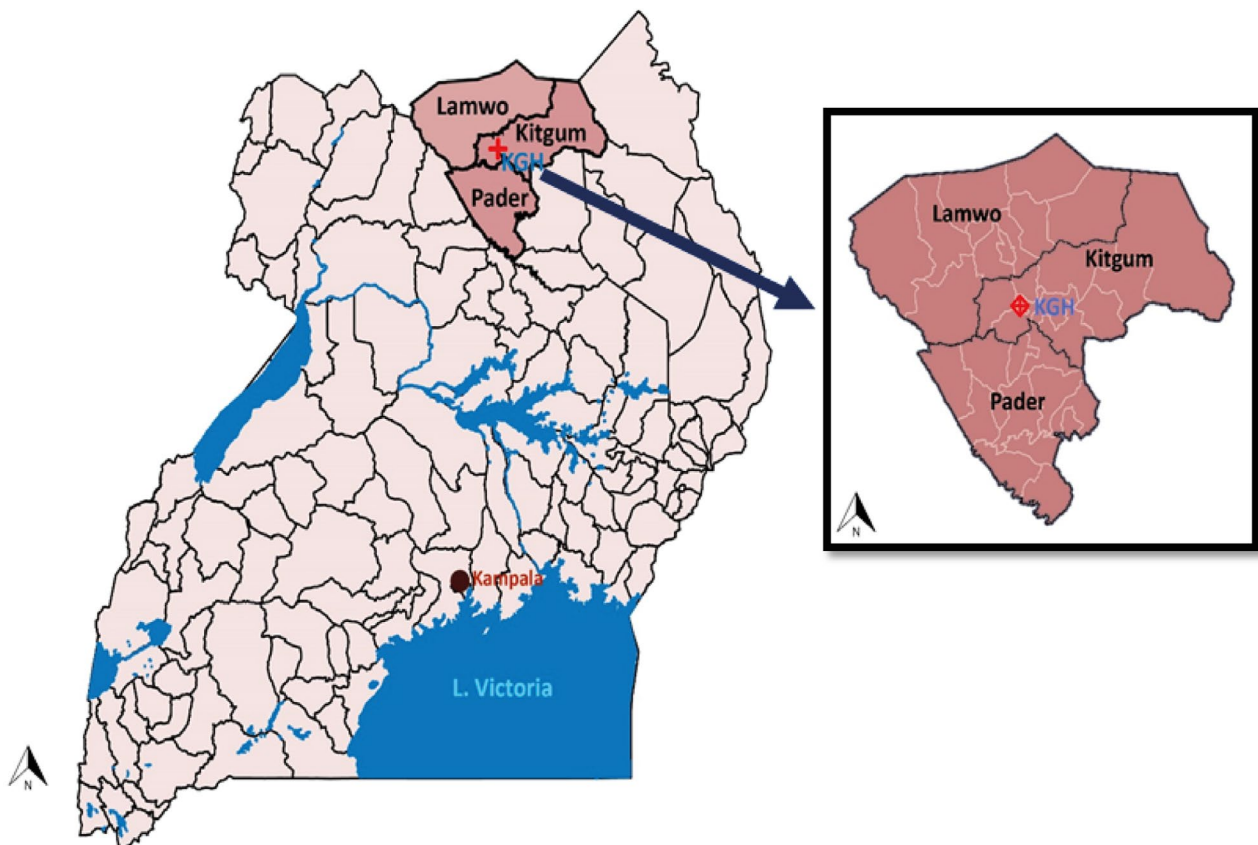 Lamwo
Kitgum
KGH
Pader
Kampala
L. Victoria
N
Lamwo
Kitgum
KGH
Pader
N